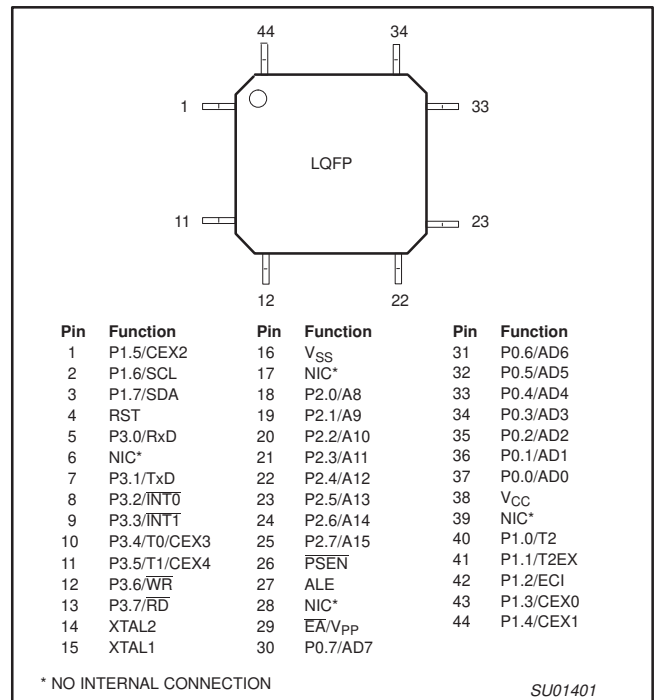 44 34
1 33
LQFP
11 23
12 22
Pin Function Pin Function Pin Function
1 P1.5/CEX2 16 VSS 31 P0.6/AD6
2 P1.6/SCL 17 NIC* 32 P0.5/AD5
3 P1.7/SDA 18 P2.0/A8 33 P0.4/AD4
4 RST 19 P2.1/A9 34 P0.3/AD3
5 P3.0/RxD 20 P2.2/A10 35 P0.2/AD2
6 NIC* 21 P2.3/A11 36 P0.1/AD1
7 P3.1/TxD 22 P2.4/A12 37 P0.0/AD0
8 P3.2/I̅N̅T̅0̅ 23 P2.5/A13 38 VCC
9 P3.3/I̅N̅T̅1̅ 24 P2.6/A14 39 NIC*
10 P3.4/T0/CEX3 25 P2.7/A15 40 P1.0/T2
11 P3.5/T1/CEX4 26 P̅S̅E̅N̅ 41 P1.1/T2EX
12 P3.6/W̅R̅ 27 ALE 42 P1.2/ECI
13 P3.7/R̅D̅ 28 NIC* 43 P1.3/CEX0
14 XTAL2 29 E̅A̅/VPP 44 P1.4/CEX1
15 XTAL1 30 P0.7/AD7
* NO INTERNAL CONNECTION
SU01401